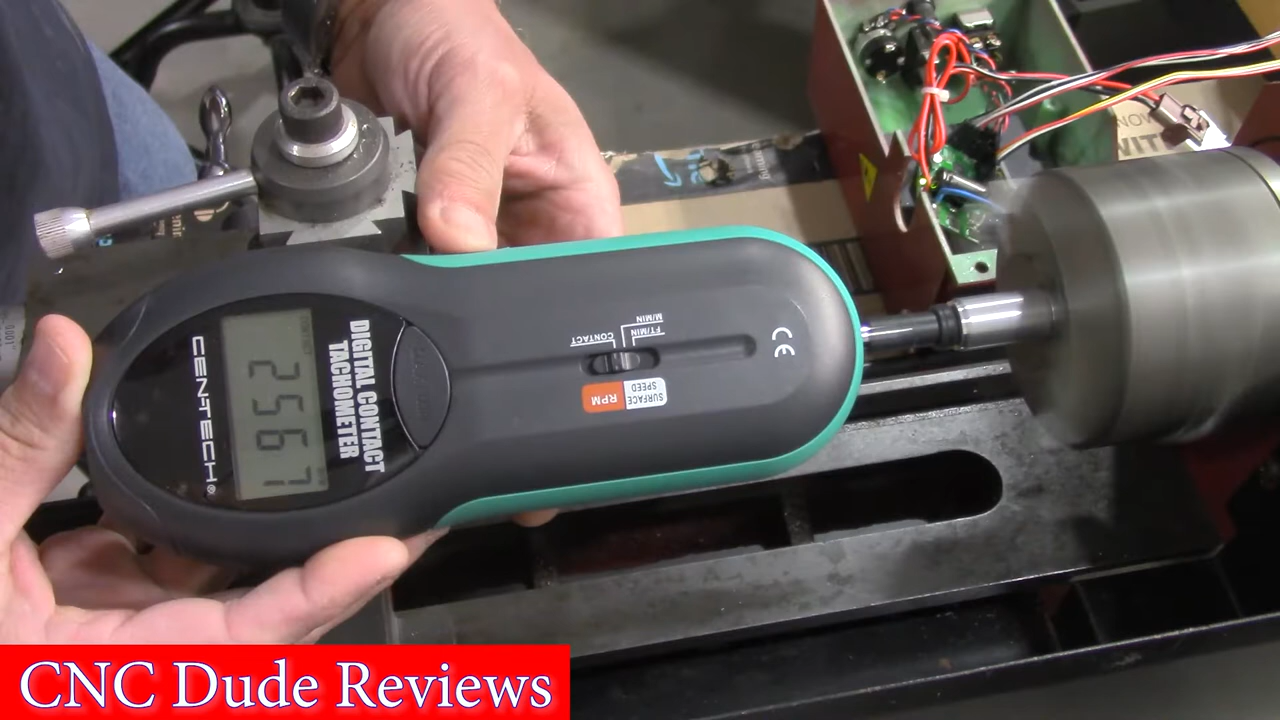 DIGITAL CONTACT
TACHOMETER
2567
CENTECH®
CONTACT
FT/MIN
M/MIN
RPM
SURFACE
SPEED
CE
CNC Dude Reviews